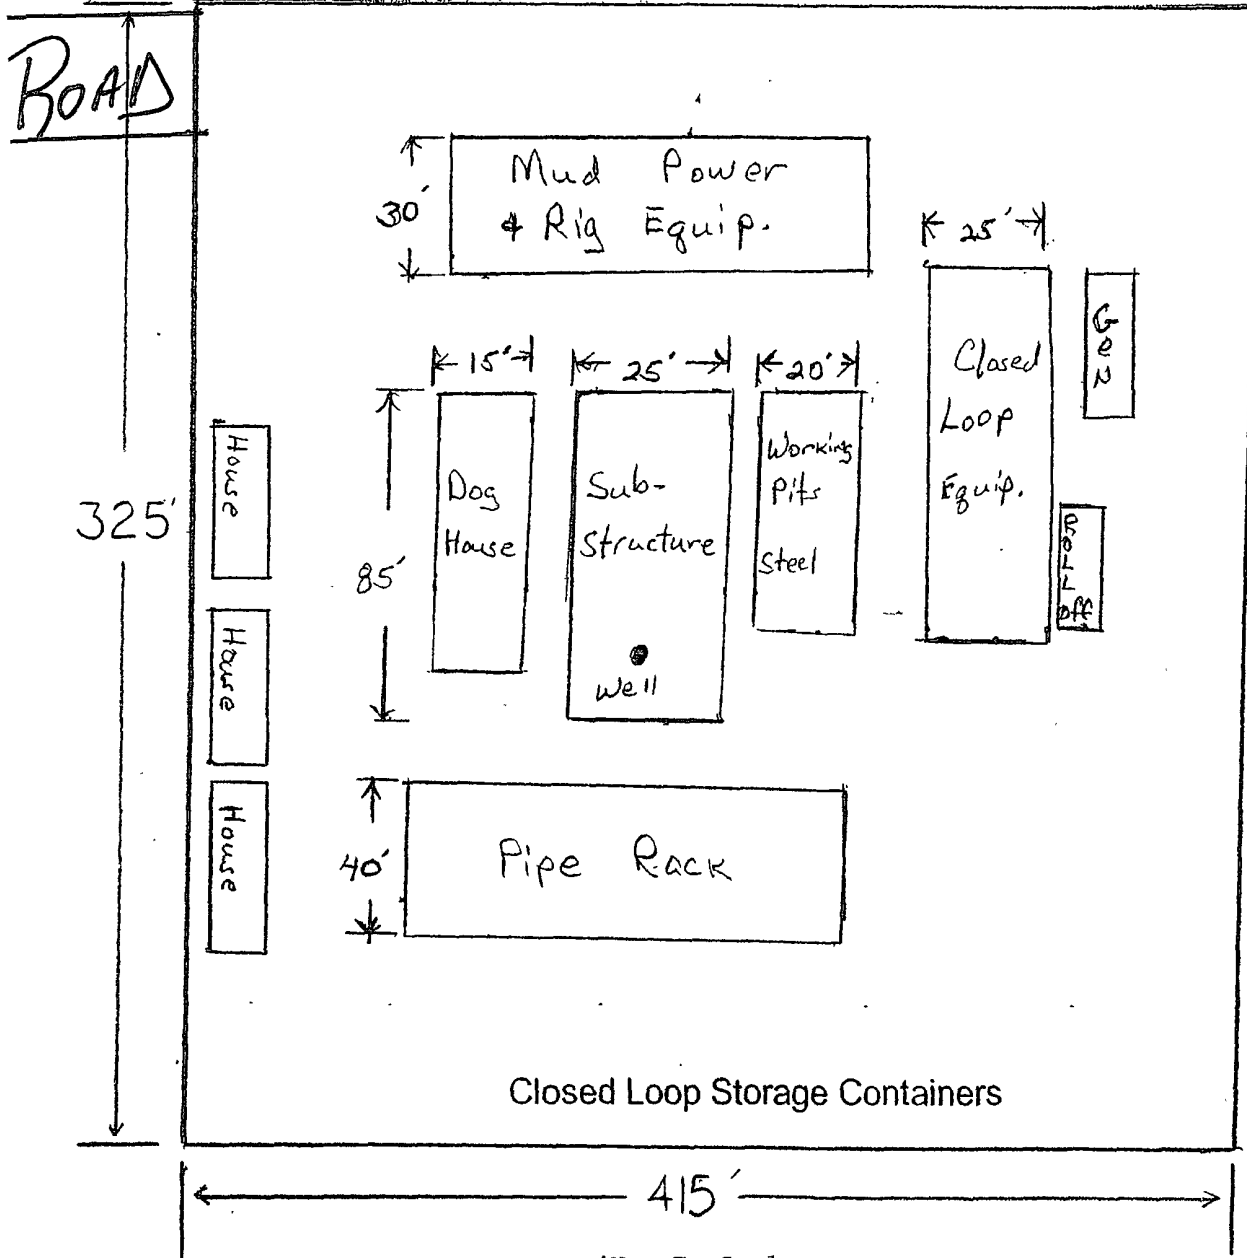 ROAD
Mud Power
& Rig Equip.
30'
25'
Gen
15'
25'
20'
Closed
Loop
Equip.
House
Dog
House
Sub-
Structure
Working
Pits
Steel
Roll
Off
325'
85'
House
Well
House
40'
Pipe Rack
Closed Loop Storage Containers
415'